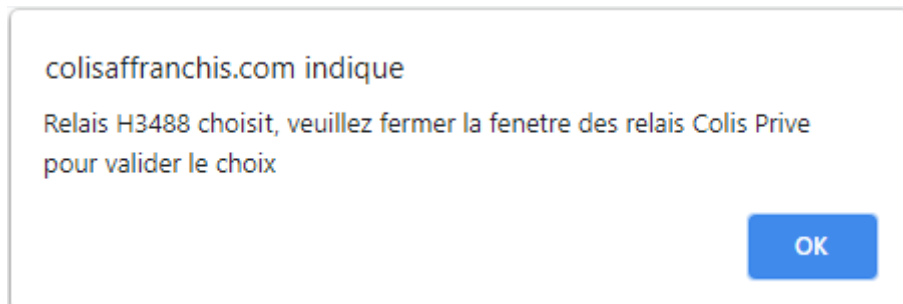 colisaffranchis.com indique
Relais H3488 choisit, veuillez fermer la fenetre des relais Colis Prive
pour valider le choix
OK